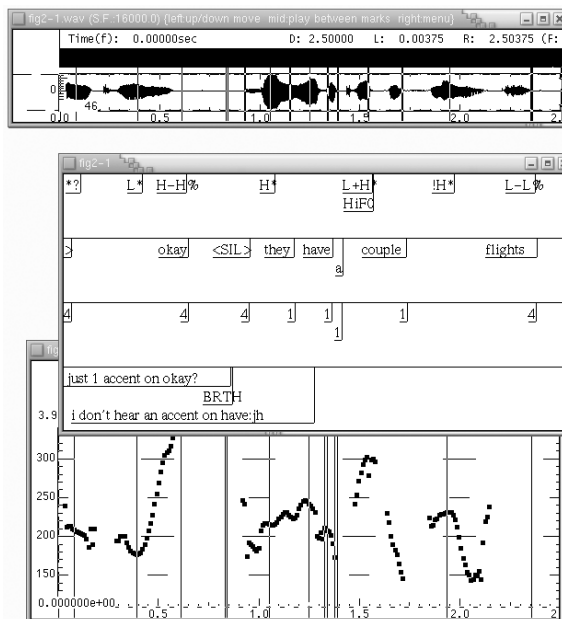 fig2-1.wav (S.F.:16000.0) {left:up/down move mid:play between marks right:menu}
Time(f): 0.00000sec D: 2.50000 L: 0.00375 R: 2.50375 (F:
0
46
0.0 0.5 1.0 1.5 2.0
fig2-1
*? L* H-H% H* L+H* !H* L-L%
HiF0
> okay <SIL> they have couple flights
a
4 4 4 1 1 1 4
1
just 1 accent on okay?
BRTH
i don't hear an accent on have:jh
3.9
300
250
200
150
0.000000e+00
0.5 1.0 1.5 2.0